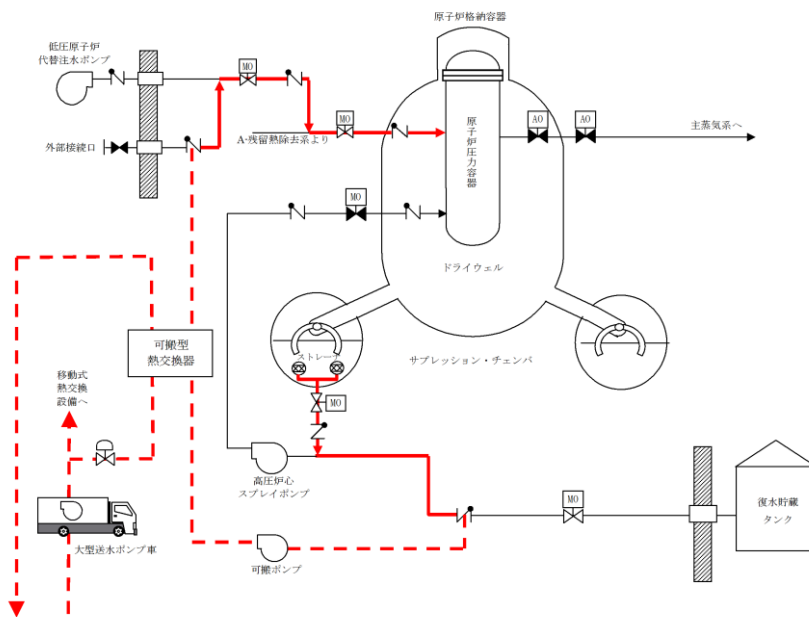 原子炉格納容器
低圧原子炉
代替注水ポンプ
MO
MO
A-残留熱除去系より
外部接続口
原子炉圧力容器
AO
AO
主蒸気系へ
MO
ドライウェル
ストレーナ
サプレッション・チェンバ
可搬型
熱交換器
移動式
熱交換
設備へ
MO
高圧炉心
スプレイポンプ
MO
復水貯蔵
タンク
大型送水ポンプ車
可搬ポンプ